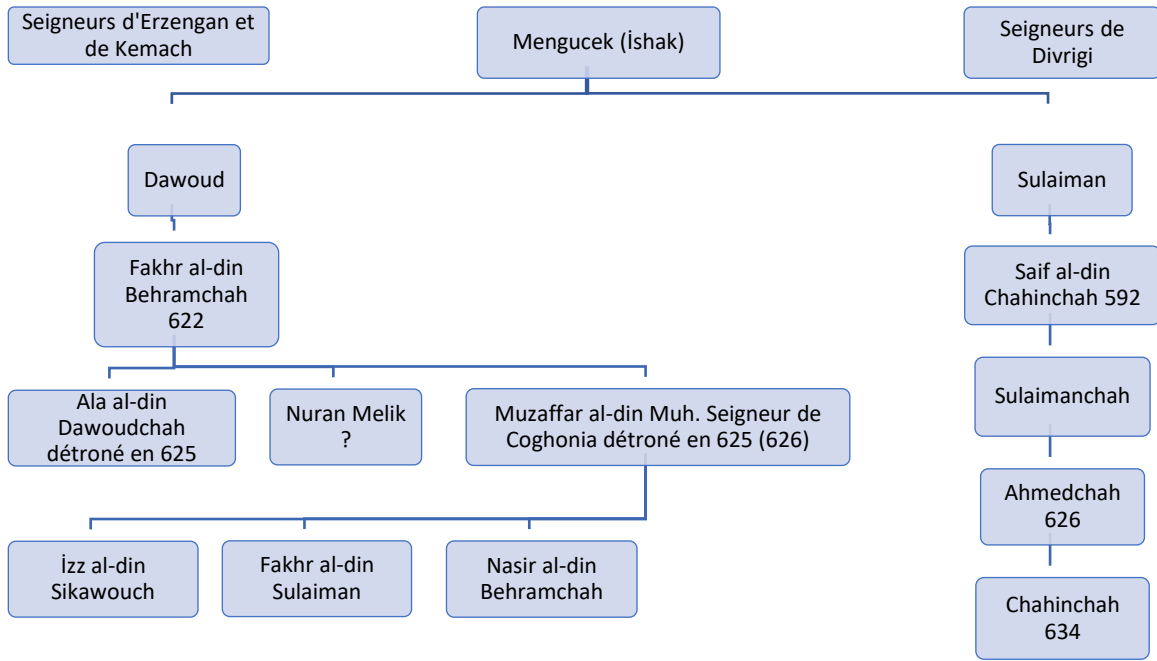 Seigneurs d'Erzengan et
de Kemach
Mengucek (İshak)
Seigneurs de
Divrigi
Dawoud
Sulaiman
Fakhr al-din
Behramchah
622
Saif al-din
Chahinchah 592
Ala al-din
Dawoudchah
détroné en 625
Nuran Melik
?
Muzaffar al-din Muh. Seigneur de
Coghonia détroné en 625 (626)
Sulaimanchah
Ahmedchah
626
İzz al-din
Sikawouch
Fakhr al-din
Sulaiman
Nasir al-din
Behramchah
Chahinchah
634